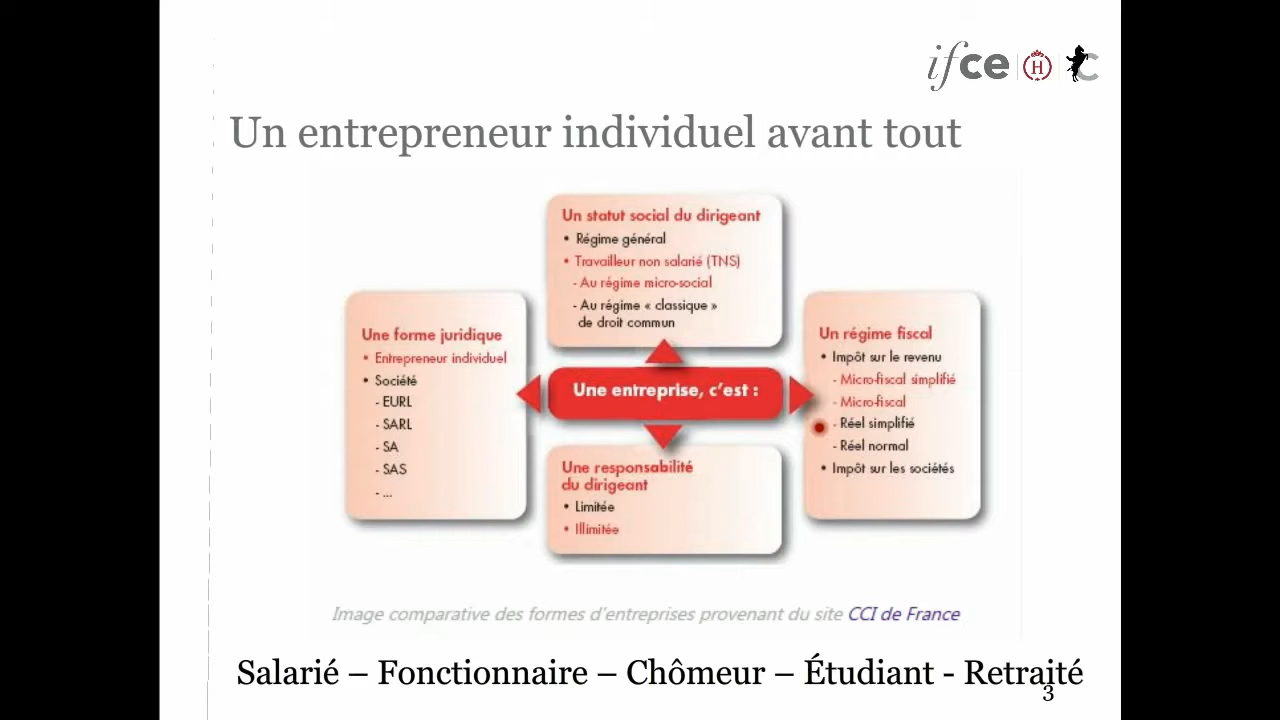 ifce H C
Un entrepreneur individuel avant tout
Un statut social du dirigeant
• Régime général
• Travailleur non salarié (TNS)
- Au régime micro-social
- Au régime « classique »
de droit commun
Une forme juridique
• Entrepreneur individuel
• Société
- EURL
- SARL
- SA
- SAS
- ...
Une entreprise, c'est :
Un régime fiscal
• Impôt sur le revenu
- Micro-fiscal simplifié
- Micro-fiscal
- Réel simplifié
- Réel normal
• Impôt sur les sociétés
Une responsabilité
du dirigeant
• Limitée
• Illimitée
Image comparative des formes d'entreprises provenant du site CCI de France
Salarié – Fonctionnaire – Chômeur – Étudiant - Retraité
3